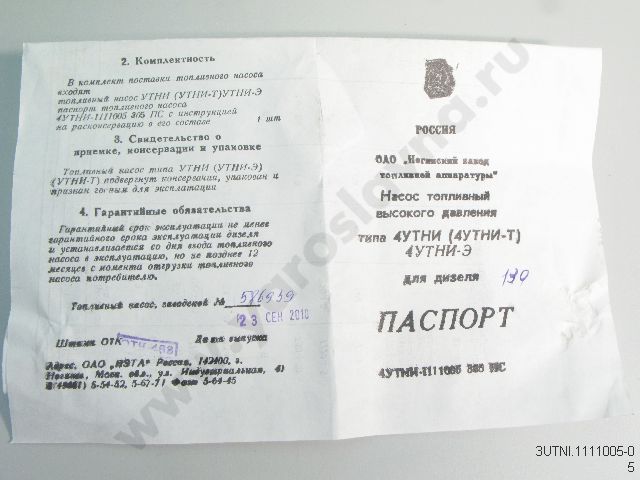 2. Комплектность
В комплект поставки топливного насоса
входят
топливный насос УТНИ (УТНИ-Т)УТНИ-Э
паспорт топливного насоса
4УТНИ-1111005 ПС с инструкцией
на расконсервацию в его составе 1 шт
3. Свидетельство о
приемке, консервации и упаковке
Топливный насос типа УТНИ (УТНИ-Э)
(УТНИ-Т) подвергнут консервации, упакован и
признан годным для эксплатации
4. Гарантийные обязательства
Гарантийный срок эксплуатации не менее
гарантийного срока эксплуатации дизеля
и устанавливается со дня ввода топливного
насоса в эксплуатацию, но не позднее 12
месяцев с момента отгрузки топливного
насоса потребителю.
Топливный насос, заводской №
23 СЕН 2010
Штамп ОТК Дата выпуска
Адрес. ОАО „НЗТА" Россия, 142400, г.
Ногинск, Моск. обл., ул. Индустриальная, 41
5-54-52, 5-67-71 Факс 5-64-45
РОССИЯ
ОАО „Ногинский завод
топливной аппаратуры"
Насос топливный
высокого давления
типа 4УТНИ (4УТНИ-Т)
4УТНИ-Э
для дизеля
ПАСПОРТ
4УТНИ-1111005 ПС
www.yaroslavna.ru
3UTNI.1111005-0
5